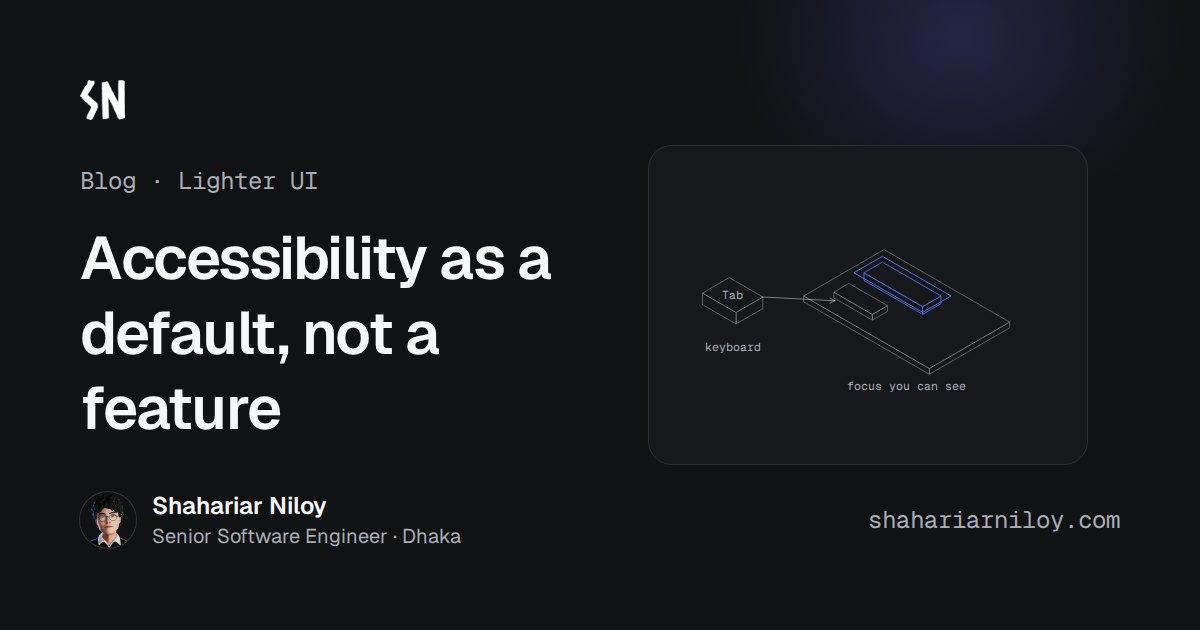 SN
Blog · Lighter UI
Accessibility as a
default, not a
feature
Shahariar Niloy
Senior Software Engineer · Dhaka
Tab
keyboard
focus you can see
shahariarniloy.com